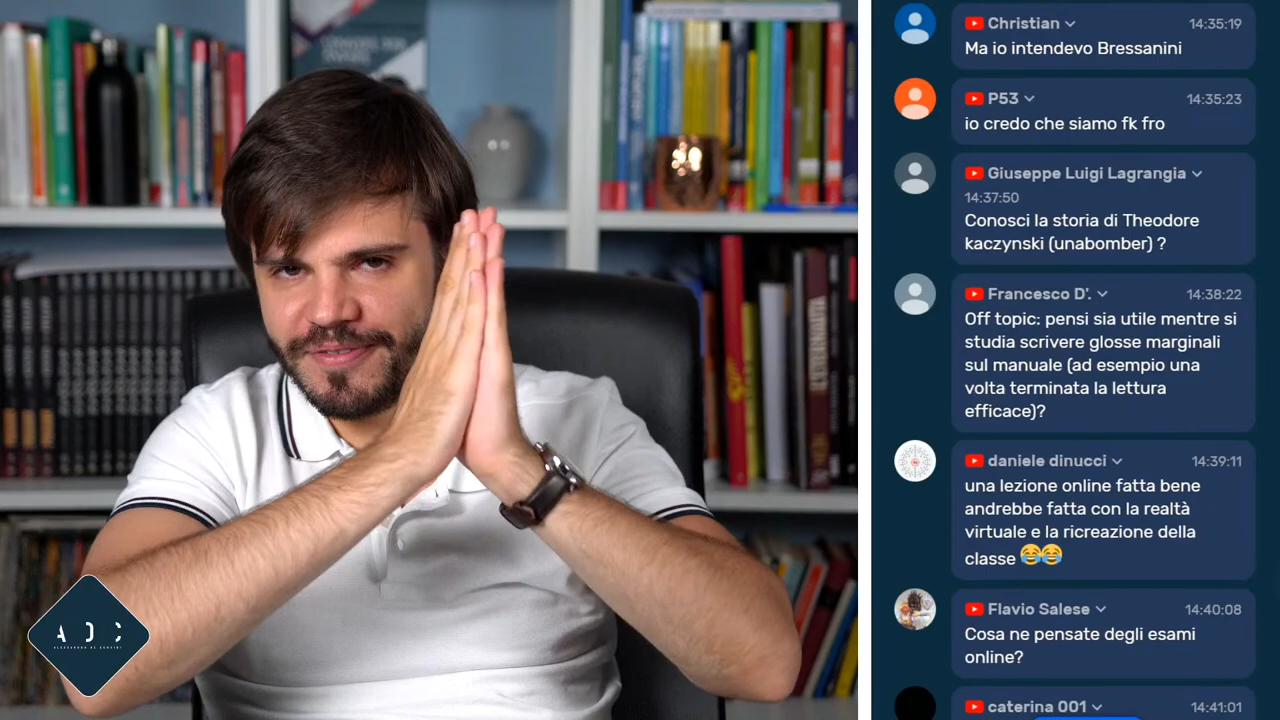 Christian
14:35:19
Ma io intendevo Bressanini
P53
14:35:23
io credo che siamo fk fro
Giuseppe Luigi Lagrangia
14:37:50
Conosci la storia di Theodore
kaczynski (unabomber) ?
Francesco D'.
14:38:22
Off topic: pensi sia utile mentre si
studia scrivere glosse marginali
sul manuale (ad esempio una
volta terminata la lettura
efficace)?
daniele dinucci
14:39:11
una lezione online fatta bene
andrebbe fatta con la realtà
virtuale e la ricreazione della
classe 😂😂
Flavio Salese
14:40:08
Cosa ne pensate degli esami
online?
caterina 001
14:41:01
ADC